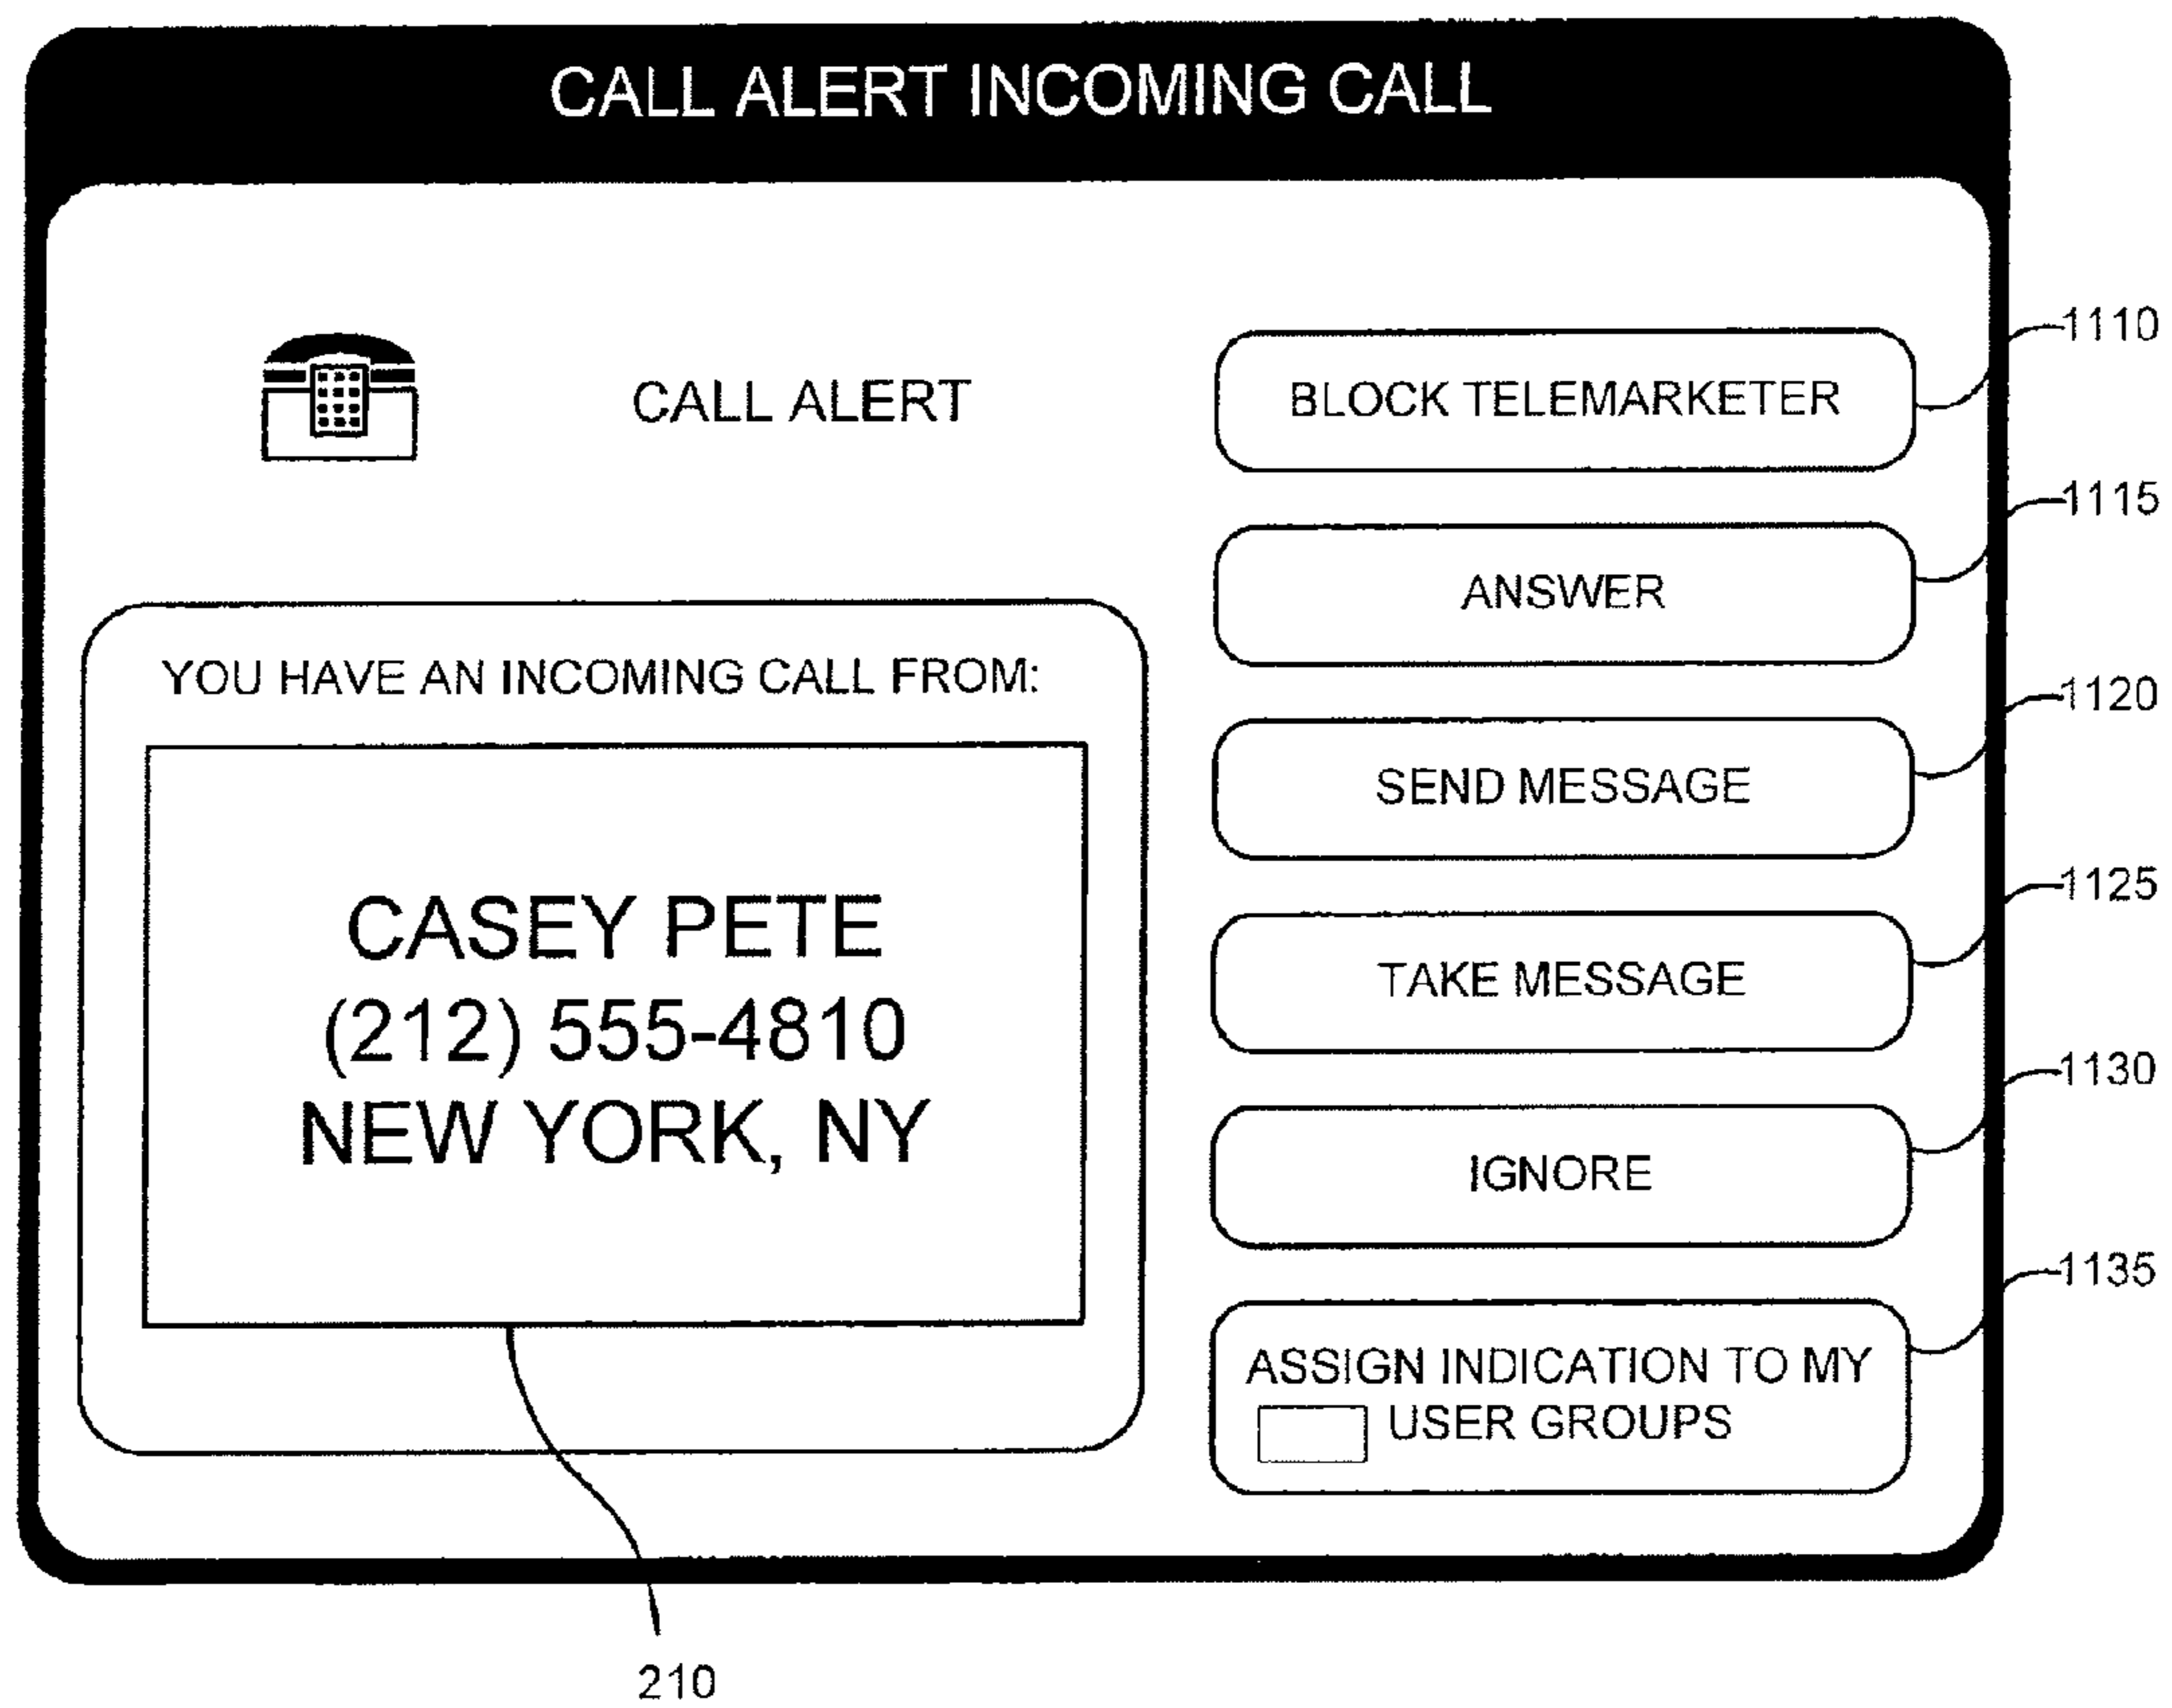 CALL ALERT INCOMING CALL
CALL ALERT
YOU HAVE AN INCOMING CALL FROM:
CASEY PETE
(212) 555-4810
NEW YORK, NY
210
BLOCK TELEMARKETER
1110
ANSWER
1115
SEND MESSAGE
1120
TAKE MESSAGE
1125
IGNORE
1130
ASSIGN INDICATION TO MY
USER GROUPS
1135